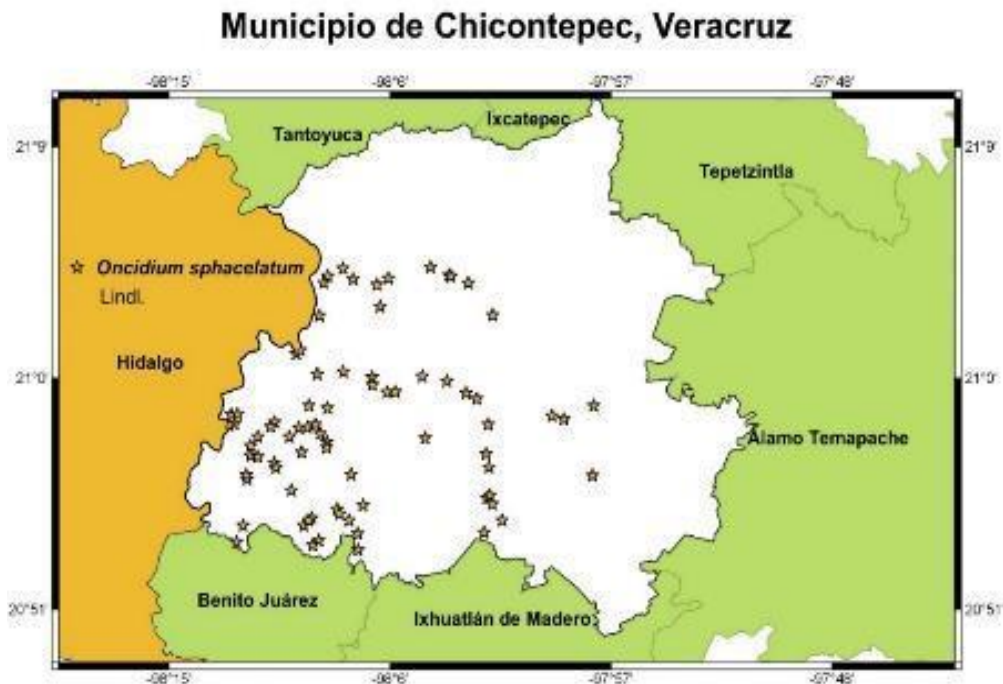 Municipio de Chicontepec, Veracruz
-98°15' -98°6' -97°57' -97°48'
Ixcatepec
Tantoyuca
21°9' 21°9'
Tepetzintla
Oncidium sphacelatum
Lindl.
Hidalgo
21°0' 21°0'
Álamo Temapache
Benito Juárez
Ixhuatlán de Madero
20°51' 20°51'
-98°15' -98°6' -97°57' -97°48'